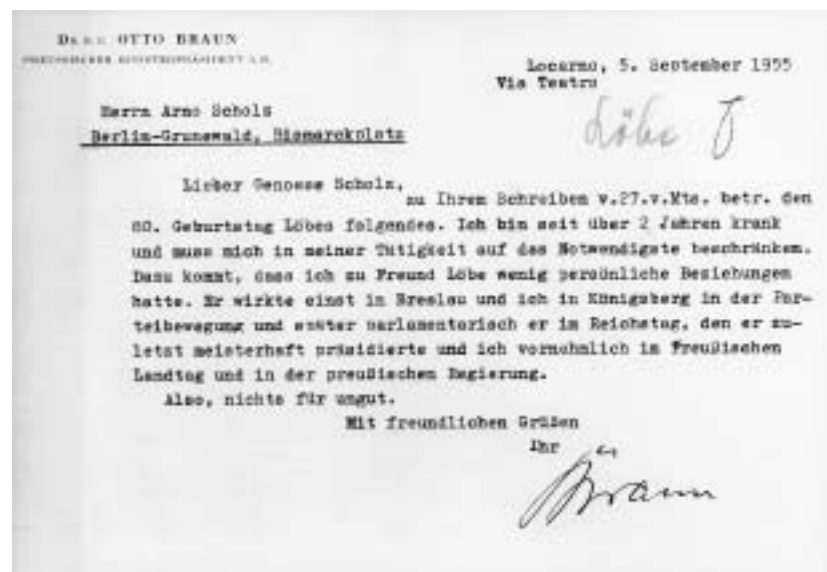 DR. H. C. OTTO BRAUN
PREUSSISCHER MINISTERPRÄSIDENT A. D.
Locarno, 5. September 1955
Via Teatro
Herrn Arno Scholz
Berlin-Grunewald, Bismarckplatz
Löbe
Lieber Genosse Scholz,
zu Ihrem Schreiben v.27.v.Mts. betr. den
80. Geburtstag Löbes folgendes. Ich bin seit über 2 Jahren krank
und muss mich in meiner Tätigkeit auf das Notwendigste beschränken.
Dazu kommt, dass ich zu Freund Löbe wenig persönliche Beziehungen
hatte. Er wirkte einst in Breslau und ich in Königsberg in der Par-
teibewegung und später parlamentarisch er im Reichstag, den er zu-
letzt meisterhaft präsidierte und ich vornehmlich im Preußischen
Landtag und in der preußischen Regierung.
Also, nichts für ungut.
Mit freundlichen Grüßen
Ihr
Braun